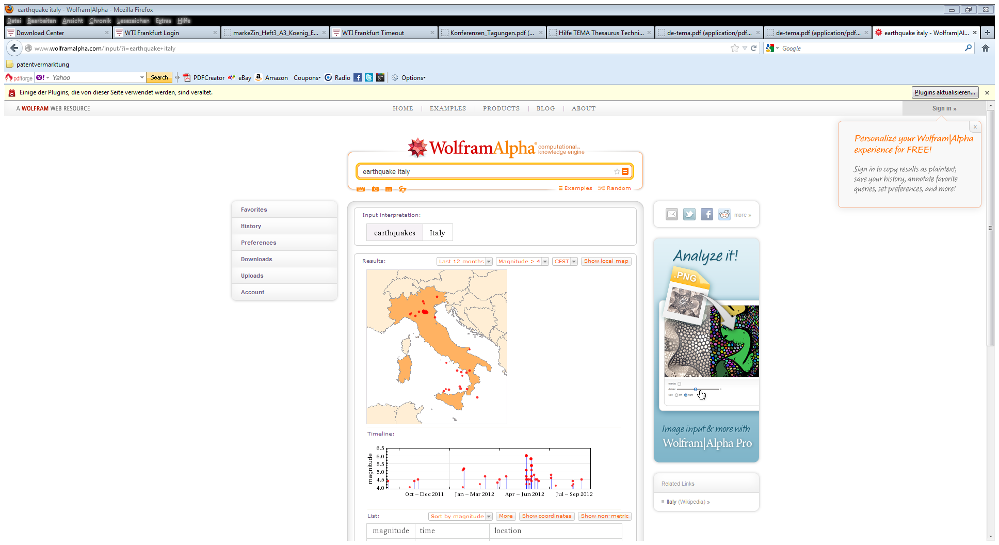 earthquake italy - Wolfram|Alpha - Mozilla Firefox
Datei Bearbeiten Ansicht Chronik Lesezeichen Extras Hilfe
Download Center
WTI Frankfurt Login
markeZin_Heft3_A3_Koenig_E...
WTI Frankfurt Timeout
Konferenzen_Tagungen.pdf (...
Hilfe TEMA Thesaurus Techni...
de-tema.pdf (application/pdf...
de-tema.pdf (application/pdf...
earthquake italy - Wolfram|Al...
www.wolframalpha.com/input/?i=earthquake+italy
Google
patentvermarktung
pdfforge Yahoo Search PDFCreator eBay Amazon Coupons Radio Options
Einige der Plugins, die von dieser Seite verwendet werden, sind veraltet.
Plugins aktualisieren...
A WOLFRAM WEB RESOURCE
HOME | EXAMPLES | PRODUCTS | BLOG | ABOUT
Sign in »
x
Personalize your Wolfram|Alpha
experience for FREE!
Sign in to copy results as plaintext,
save your history, annotate favorite
queries, set preferences, and more!
WolframAlpha computational...
knowledge engine
earthquake italy
Examples Random
Favorites
History
Preferences
Downloads
Uploads
Account
Input interpretation:
earthquakes Italy
Results:
Last 12 months Magnitude > 4 CEST Show local map
Timeline:
magnitude
6.5
6.0
5.5
5.0
4.5
4.0
Oct – Dec 2011 Jan – Mar 2012 Apr – Jun 2012 Jul – Sep 2012
List:
Sort by magnitude More Show coordinates Show non-metric
magnitude time location
more »
Analyze it!
.PNG
overlay
divider
side left right
Image input & more with
Wolfram|Alpha Pro
Related Links
Italy (Wikipedia) »